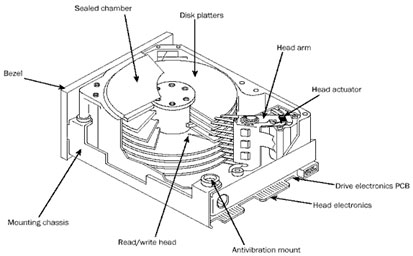 Sealed chamber
Disk platters
Head arm
Bezel
Head actuator
Drive electronics PCB
Mounting chassis
Head electronics
Read/write head
Antivibration mount